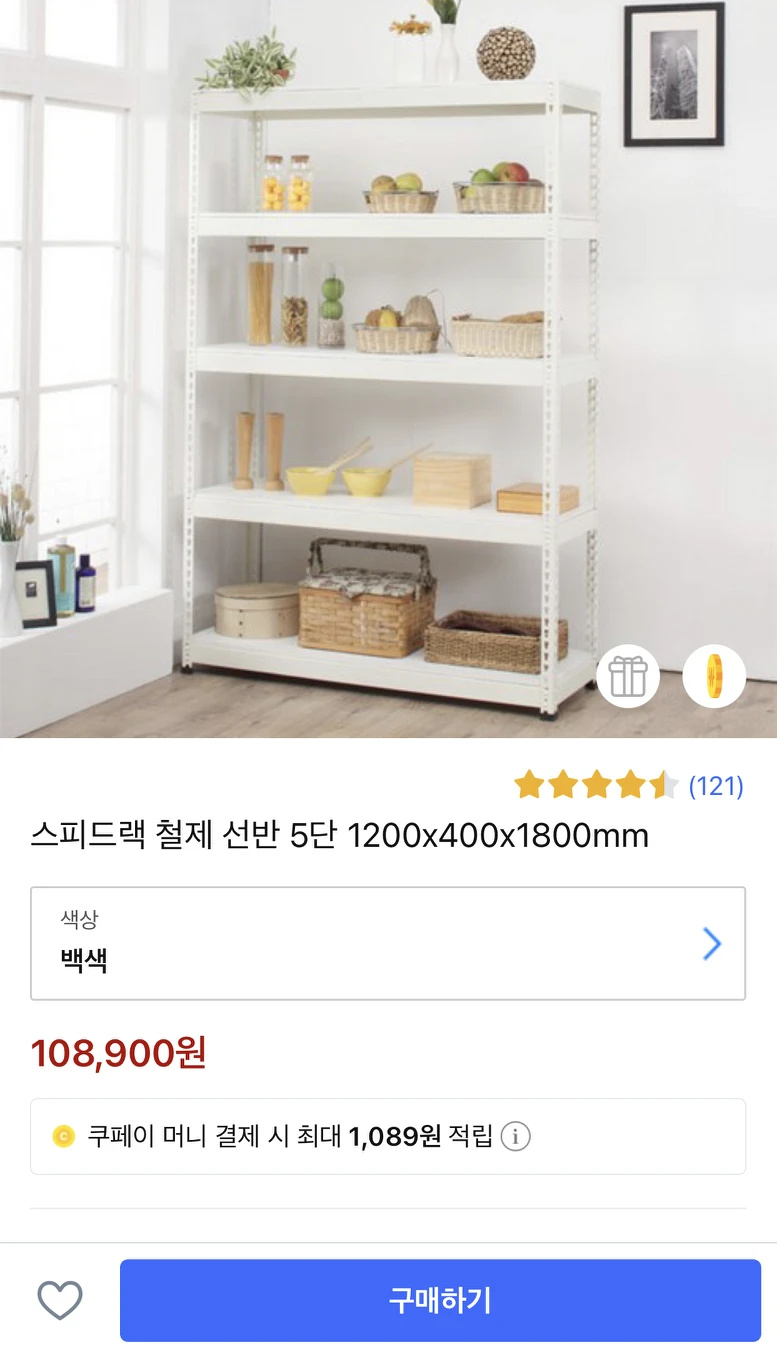 (121)
스피드랙 철제 선반 5단 1200x400x1800mm
색상
백색
108,900원
쿠페이 머니 결제 시 최대 1,089원 적립
구매하기